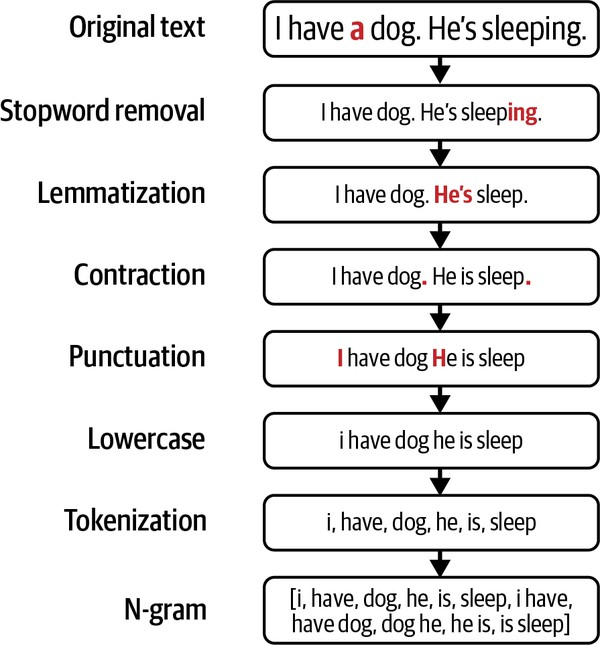 Original text
I have a dog. He's sleeping.
Stopword removal
I have dog. He's sleeping.
Lemmatization
I have dog. He's sleep.
Contraction
I have dog. He is sleep.
Punctuation
I have dog He is sleep
Lowercase
i have dog he is sleep
Tokenization
i, have, dog, he, is, sleep
N-gram
[i, have, dog, he, is, sleep, i have,
have dog, dog he, he is, is sleep]